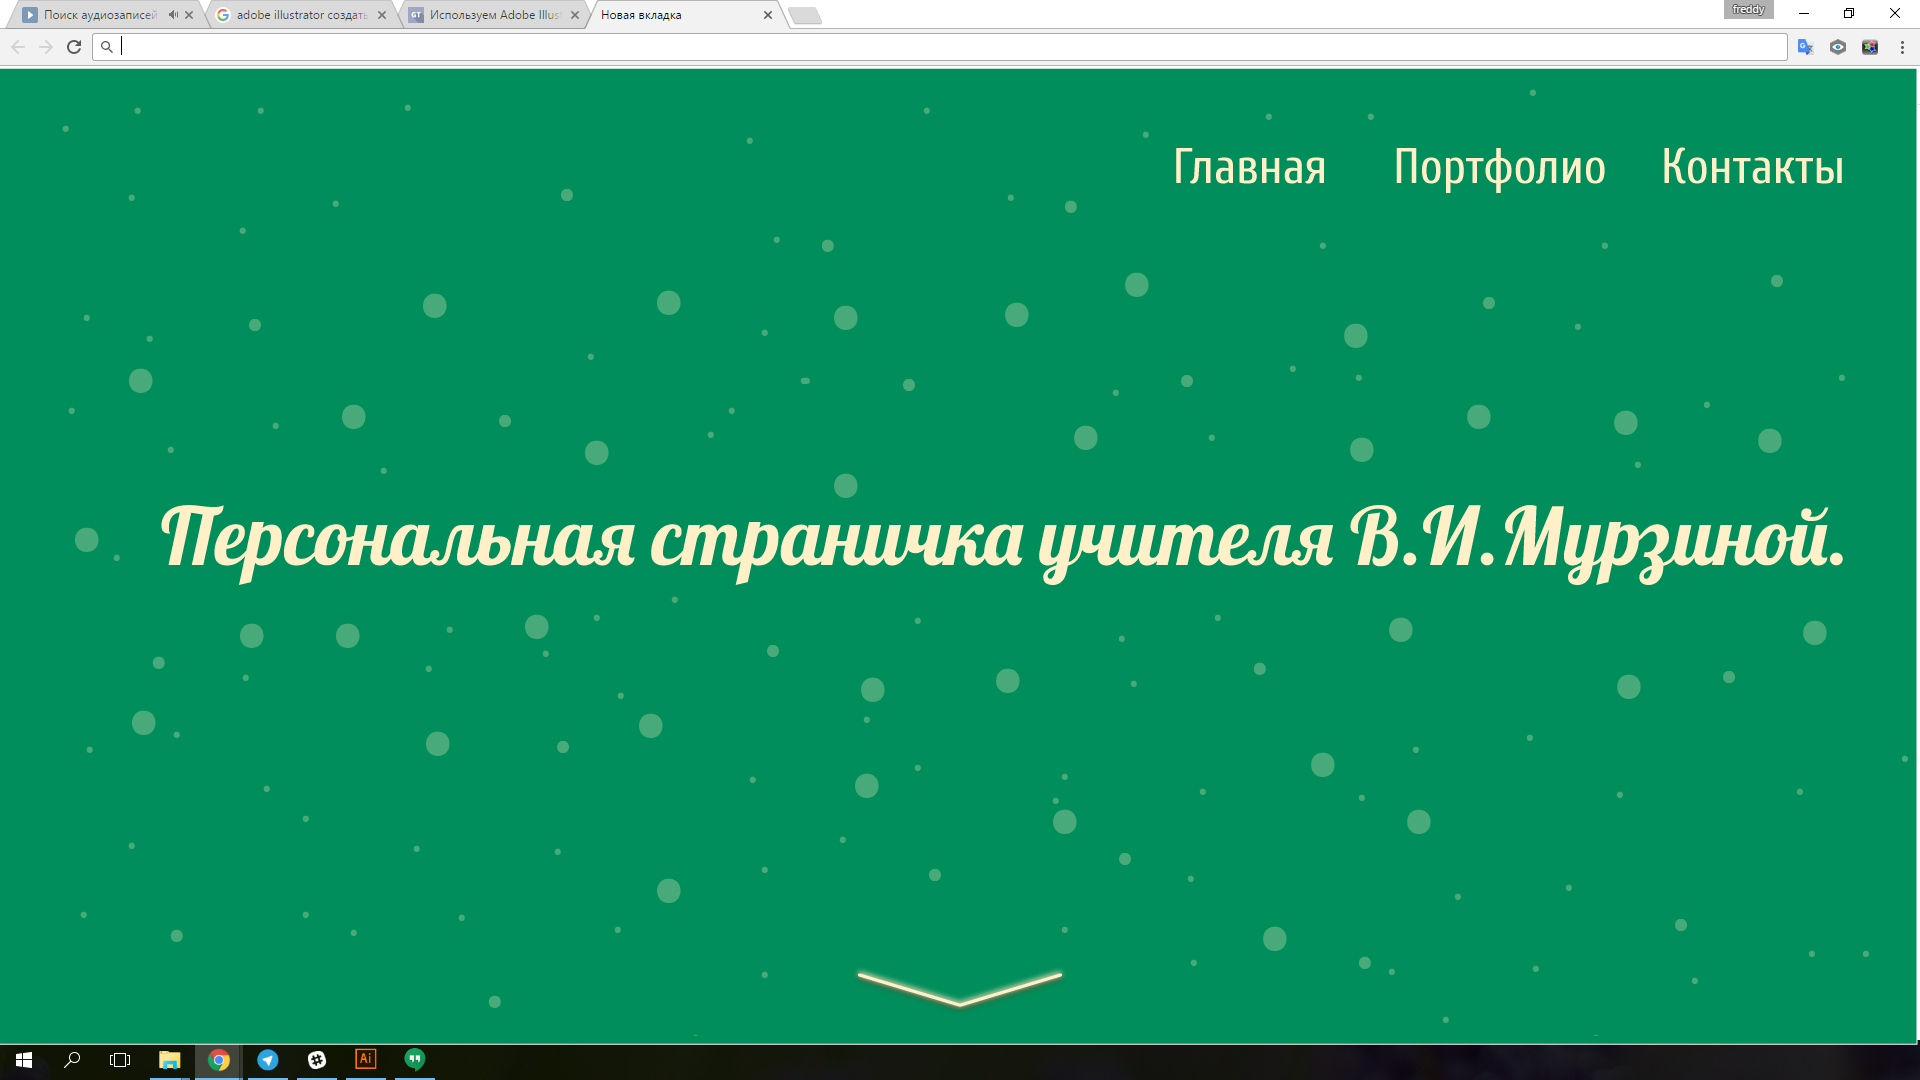 Поиск аудиозаписей
adobe illustrator создать
Используем Adobe Illus
Новая вкладка
freddy
Главная Портфолио Контакты
Персональная страничка учителя В.И.Мурзиной.
Ai